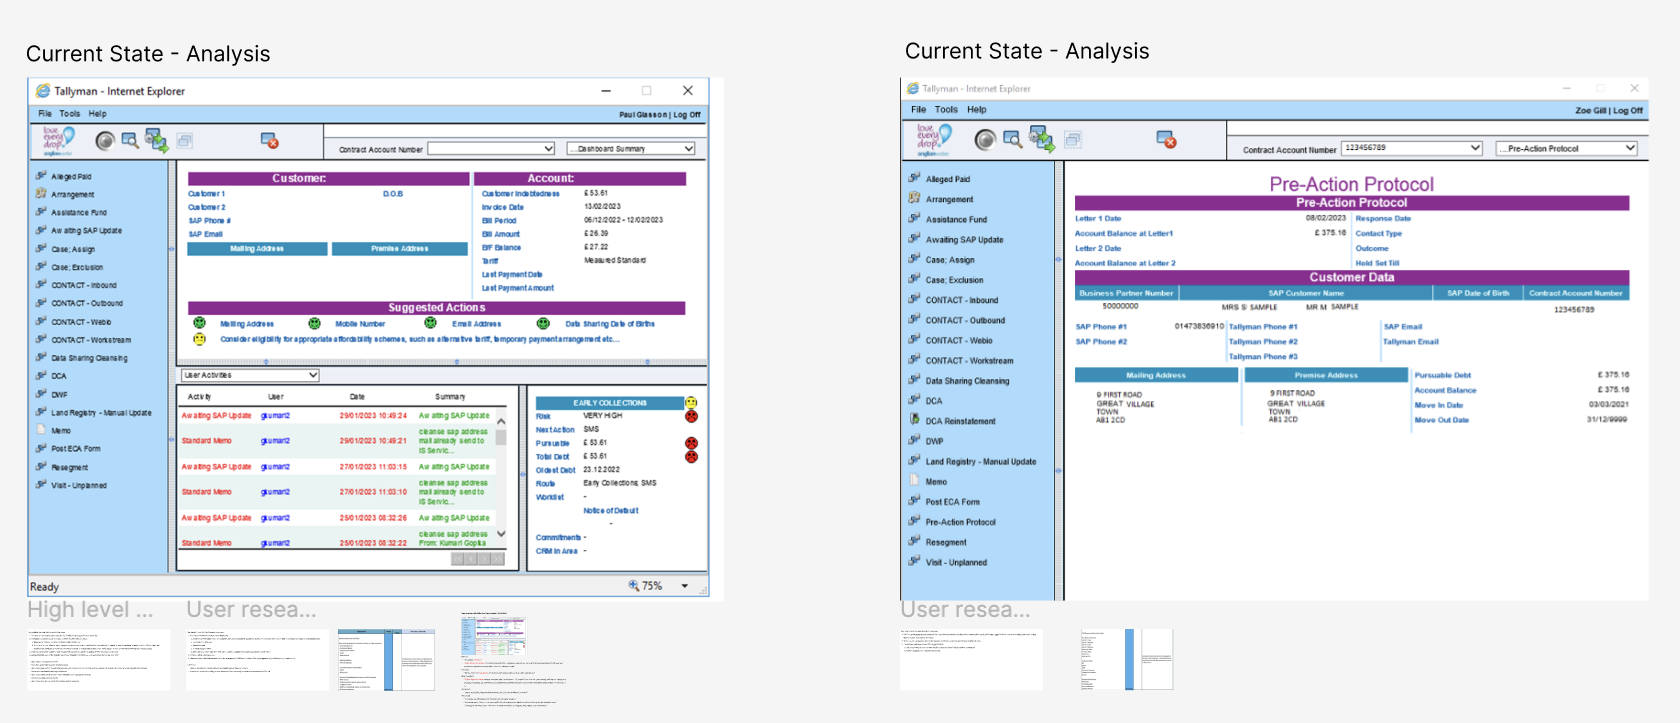 Current State - Analysis
Tallyman - Internet Explorer
File Tools Help
Paul Glasson | Log Off
love every drop
anglianwater
Contract Account Number
...Dashboard Summary
Alleged Paid
Arrangement
Assistance Fund
Awaiting SAP Update
Case; Assign
Case; Exclusion
CONTACT - Inbound
CONTACT - Outbound
CONTACT - Webio
CONTACT - Workstream
Data Sharing Cleansing
DCA
DWP
Land Registry - Manual Update
Memo
Post ECA Form
Resegment
Visit - Unplanned
Customer:
Customer 1 D.O.B
Customer 2
SAP Phone #
SAP Email
Mailing Address Premise Address
Account:
Customer Indebtedness £ 53.61
Invoice Date 13/02/2023
Bill Period 06/12/2022 - 12/02/2023
Bill Amount £ 26.39
B/F Balance £ 27.22
Tariff Measured Standard
Last Payment Date
Last Payment Amount
Suggested Actions
Mailing Address Mobile Number Email Address Data Sharing Date of Births
Consider eligibility for appropriate affordability schemes, such as alternative tariff, temporary payment arrangement etc...
User Activities
Activity User Date Summary
Awaiting SAP Update gkumari2 29/01/2023 10:49:24 Awaiting SAP Update
Standard Memo gkumari2 29/01/2023 10:49:21 cleanse sap address
mail already send to
IS Servic...
Awaiting SAP Update gkumari2 27/01/2023 11:03:15 Awaiting SAP Update
Standard Memo gkumari2 27/01/2023 11:03:10 cleanse sap address
mail already send to
IS Servic...
Awaiting SAP Update gkumari2 25/01/2023 08:32:26 Awaiting SAP Update
Standard Memo gkumari2 25/01/2023 08:32:22 cleanse sap address
From: Kumari Gopika
EARLY COLLECTIONS
Risk VERY HIGH
Next Action SMS
Pursuable £ 53.61
Total Debt £ 53.61
Oldest Debt 23.12.2022
Route Early Collections, SMS
Worklist -
Notice of Default
-
Commitments -
CRM In Area -
Ready
75%
High level ...
User resea...
Current State - Analysis
Tallyman - Internet Explorer
File Tools Help
Zoe Gill | Log Off
love every drop
anglianwater
Contract Account Number 123456789
...Pre-Action Protocol
Alleged Paid
Arrangement
Assistance Fund
Awaiting SAP Update
Case; Assign
Case; Exclusion
CONTACT - Inbound
CONTACT - Outbound
CONTACT - Webio
CONTACT - Workstream
Data Sharing Cleansing
DCA
DCA Reinstatement
DWP
Land Registry - Manual Update
Memo
Post ECA Form
Pre-Action Protocol
Resegment
Visit - Unplanned
Pre-Action Protocol
Pre-Action Protocol
Letter 1 Date 08/02/2023 Response Date
Account Balance at Letter1 £ 375.16 Contact Type
Letter 2 Date Outcome
Account Balance at Letter 2 Hold Set Till
Customer Data
Business Partner Number SAP Customer Name SAP Date of Birth Contract Account Number
50000000 MRS S SAMPLE MR M SAMPLE 123456789
SAP Phone #1 01473836910 Tallyman Phone #1 SAP Email
SAP Phone #2 Tallyman Phone #2 Tallyman Email
Tallyman Phone #3
Mailing Address Premise Address
9 FIRST ROAD
GREAT VILLAGE
TOWN
AB1 2CD
9 FIRST ROAD
GREAT VILLAGE
TOWN
AB1 2CD
Pursuable Debt £ 375.16
Account Balance £ 375.16
Move In Date 03/03/2021
Move Out Date 31/12/9999
User resea...